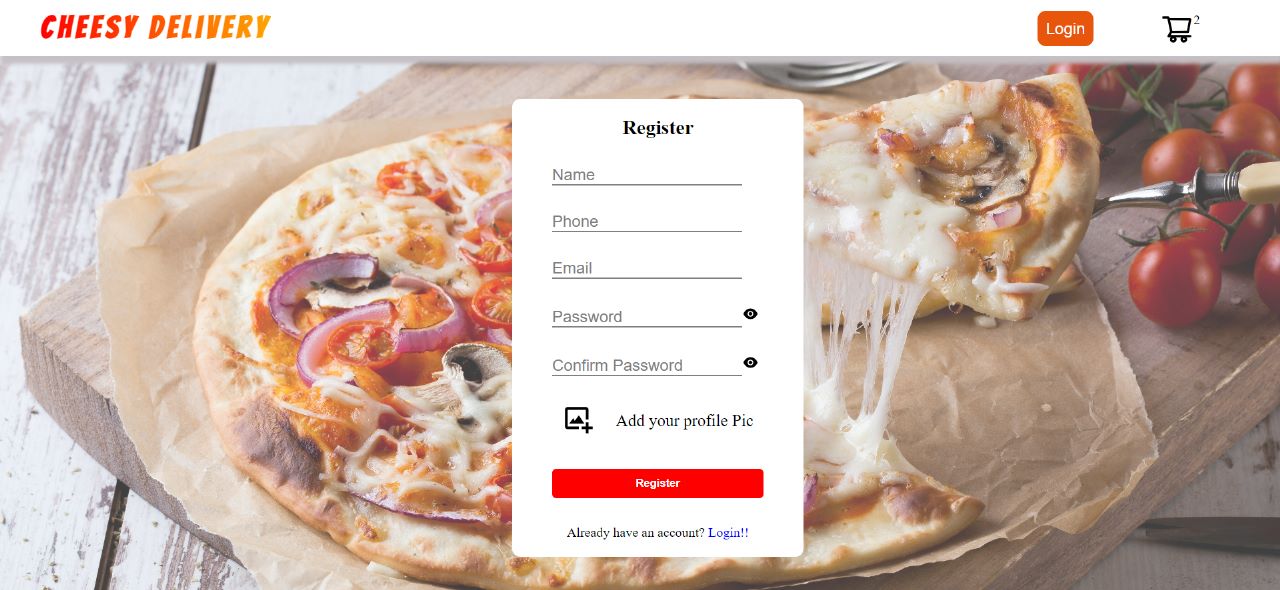 CHEESY DELIVERY
Login
2
Register
Name
Phone
Email
Password
Confirm Password
Add your profile Pic
Register
Already have an account? Login!!